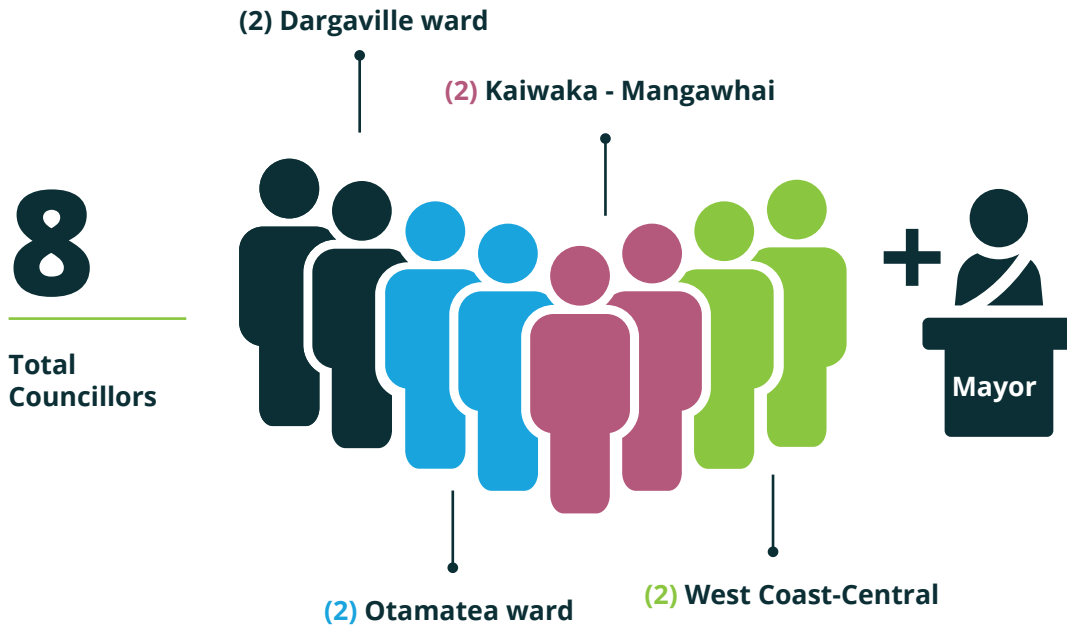 (2) Dargaville ward
(2) Kaiwaka - Mangawhai
8
Total
Councillors
+
Mayor
(2) Otamatea ward
(2) West Coast-Central